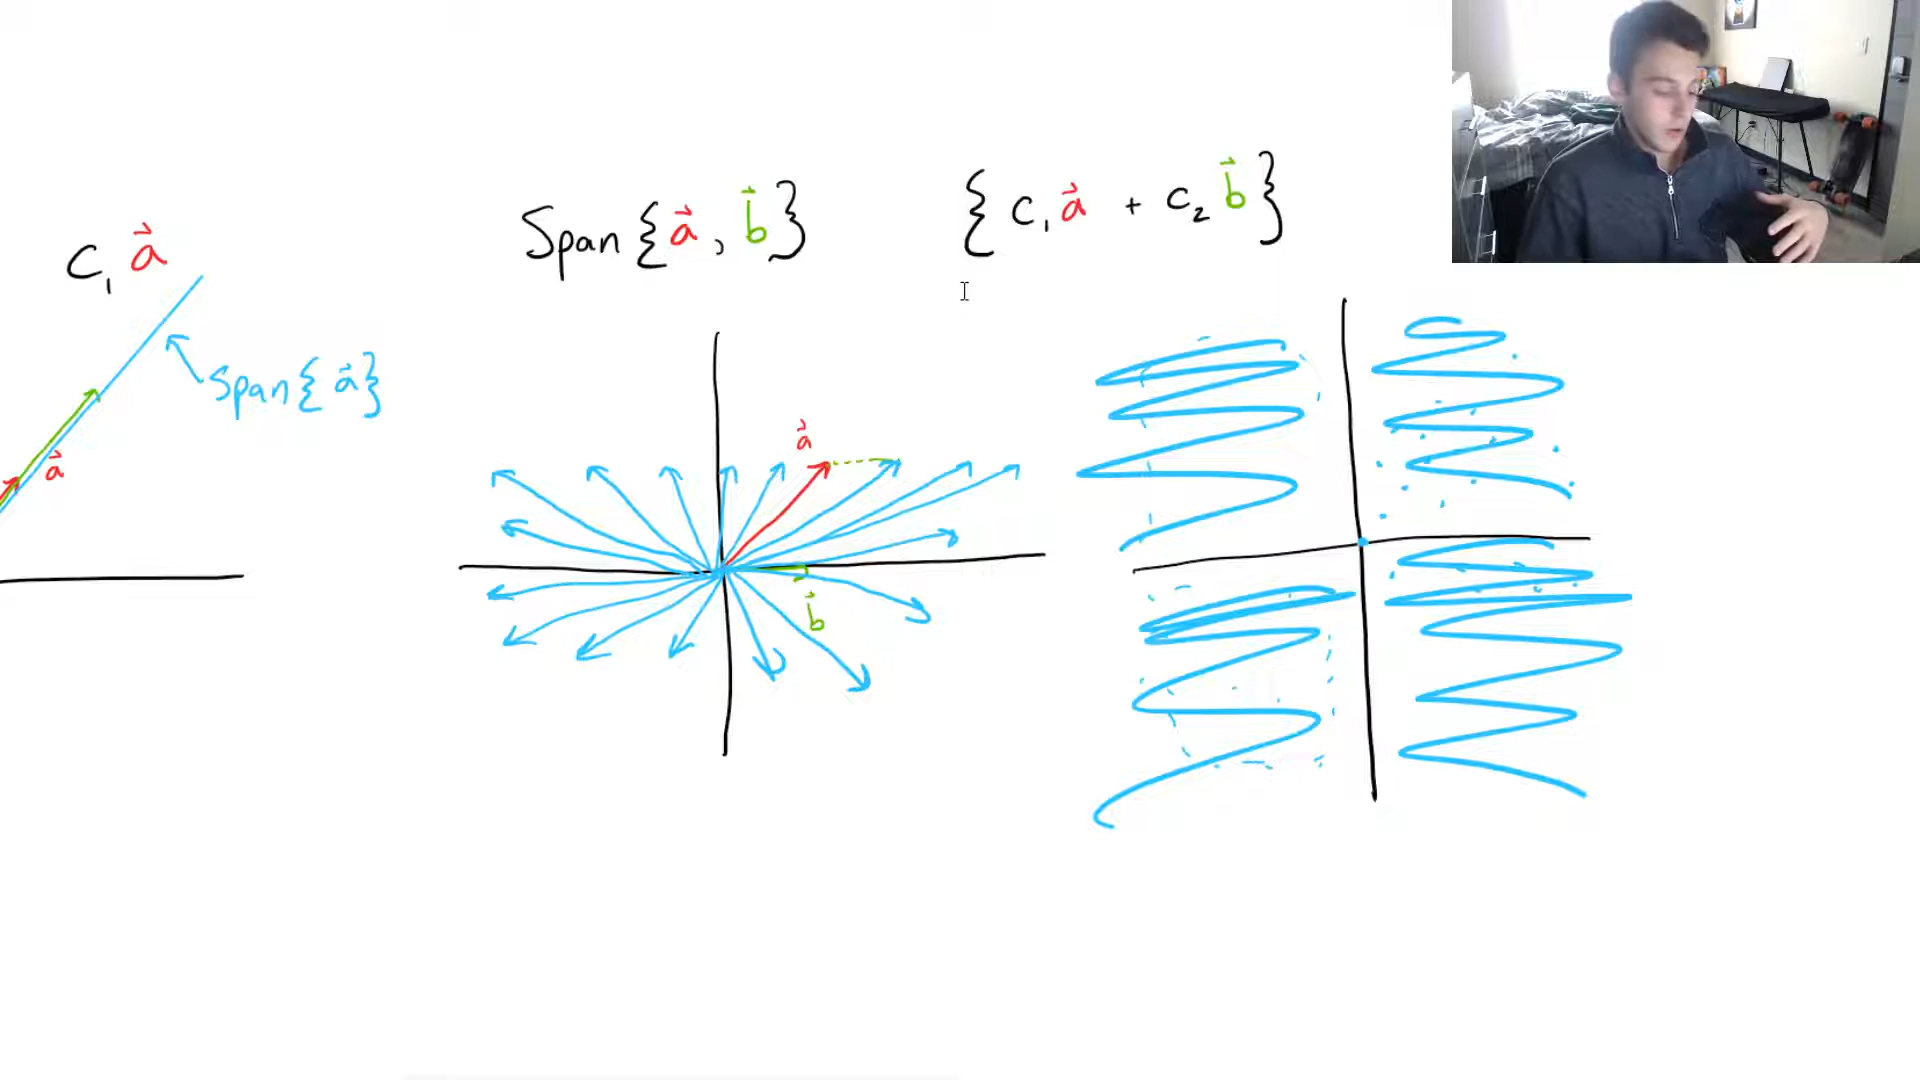 C₁ a⃗
Span{a⃗}
a⃗
Span{a⃗, b⃗}
{c₁a⃗ + c₂b⃗}
a⃗
b⃗